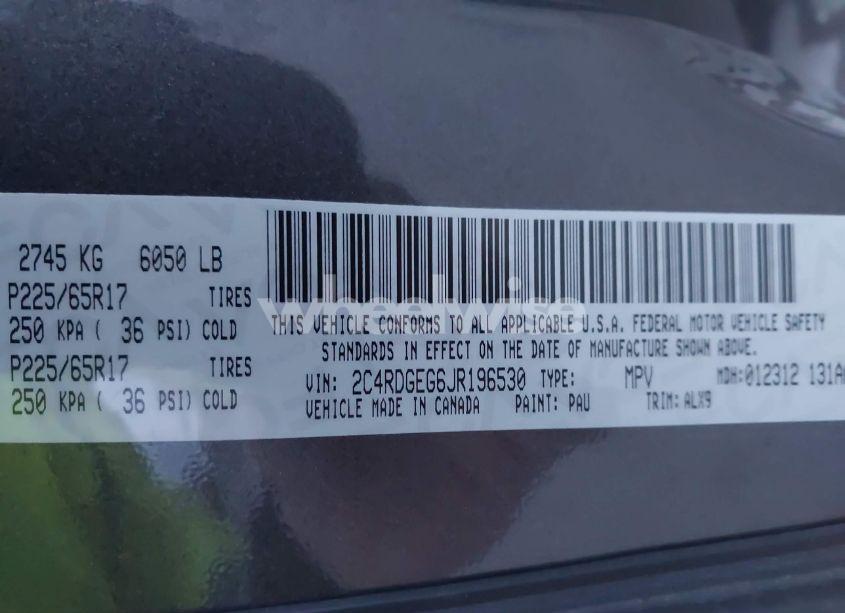 2745 KG 6050 LB
P225/65R17 TIRES
250 KPA ( 36 PSI) COLD
P225/65R17 TIRES
250 KPA ( 36 PSI) COLD
wheelwise
THIS VEHICLE CONFORMS TO ALL APPLICABLE U.S.A. FEDERAL MOTOR VEHICLE SAFETY
STANDARDS IN EFFECT ON THE DATE OF MANUFACTURE SHOWN ABOVE.
VIN: 2C4RDGEG6JR196530 TYPE: MPV MDH:012312 131A
VEHICLE MADE IN CANADA PAINT: PAU TRIM: ALX9